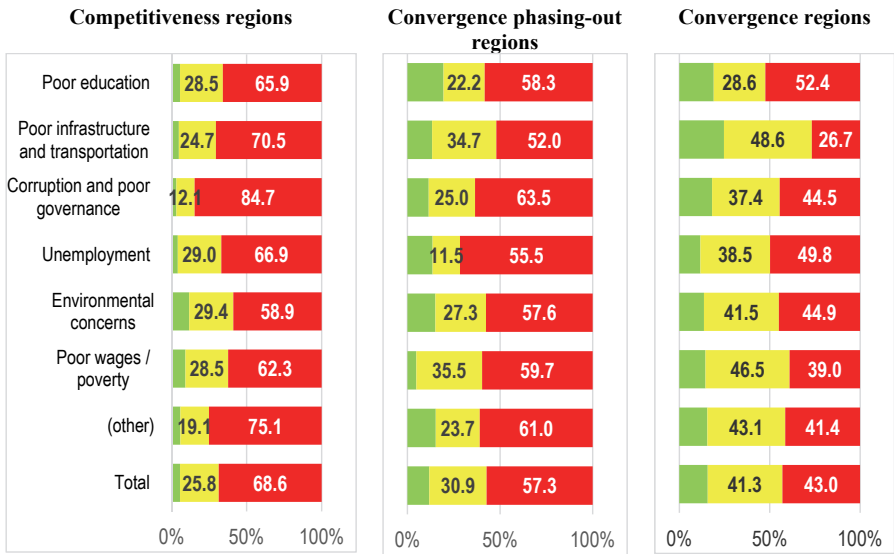 Competitiveness regions
Convergence phasing-out
regions
Convergence regions
Poor education 28.5 65.9 22.2 58.3 28.6 52.4
Poor infrastructure
and transportation 24.7 70.5 34.7 52.0 48.6 26.7
Corruption and poor
governance 12.1 84.7 25.0 63.5 37.4 44.5
Unemployment 29.0 66.9 11.5 55.5 38.5 49.8
Environmental
concerns 29.4 58.9 27.3 57.6 41.5 44.9
Poor wages /
poverty 28.5 62.3 35.5 59.7 46.5 39.0
(other) 19.1 75.1 23.7 61.0 43.1 41.4
Total 25.8 68.6 30.9 57.3 41.3 43.0
0% 50% 100% 0% 50% 100% 0% 50% 100%